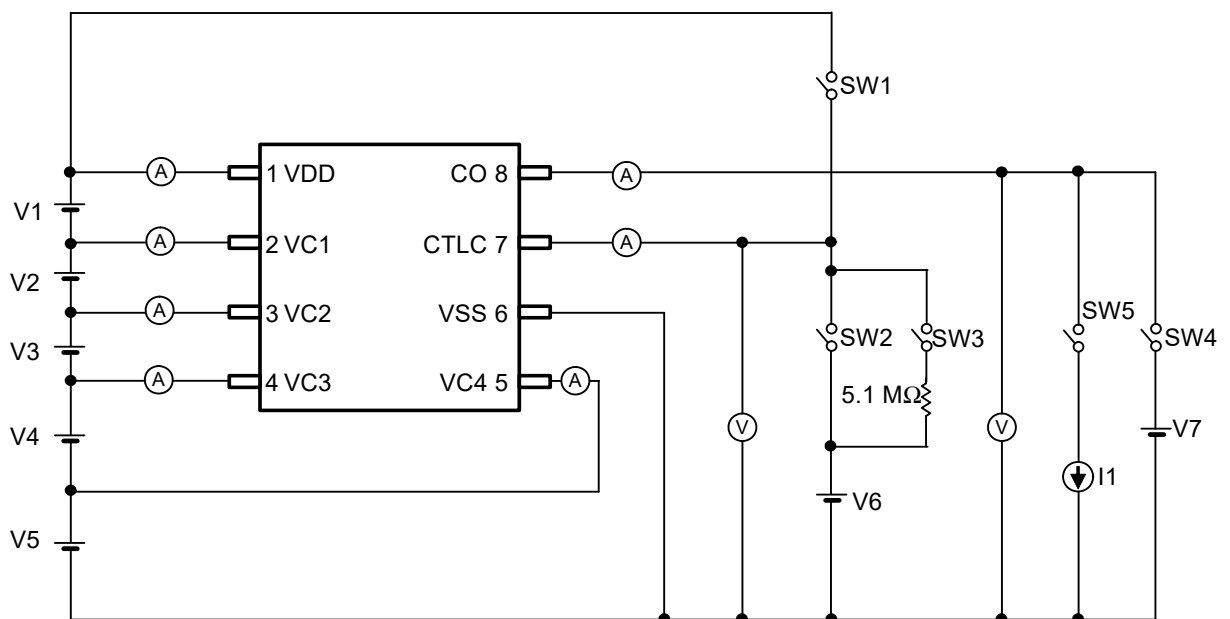 SW1
A
1 VDD
CO 8
A
V1
A
2 VC1
CTLC 7
A
V2
A
3 VC2
VSS 6
SW2
SW3
SW5
SW4
V3
A
4 VC3
VC4 5
A
5.1 MΩ
V4
V
V
V7
I1
V6
V5